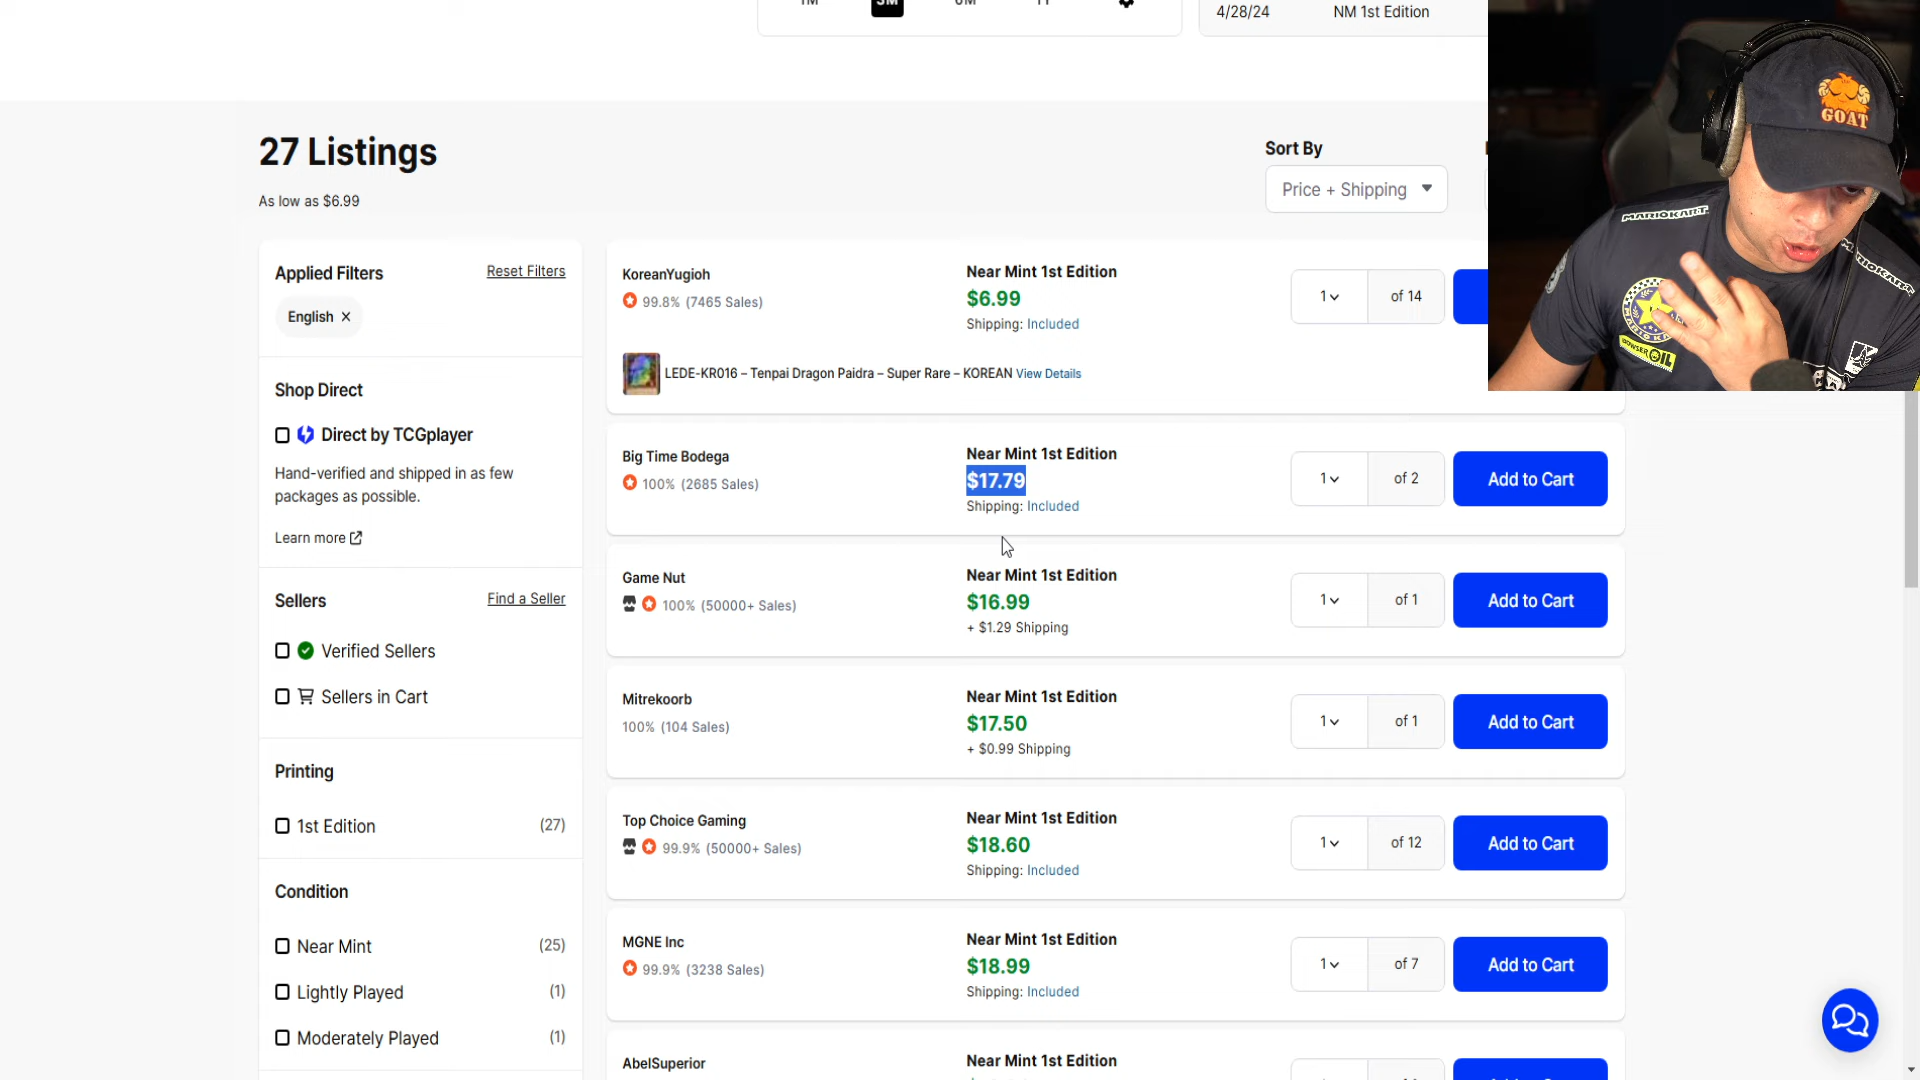 1M 3M 6M 1Y
4/28/24 NM 1st Edition
27 Listings
As low as $6.99
Sort By
Price + Shipping
Applied Filters
Reset Filters
English ×
Shop Direct
Direct by TCGplayer
Hand-verified and shipped in as few
packages as possible.
Learn more
Sellers
Find a Seller
Verified Sellers
Sellers in Cart
Printing
1st Edition (27)
Condition
Near Mint (25)
Lightly Played (1)
Moderately Played (1)
KoreanYugioh
99.8% (7465 Sales)
Near Mint 1st Edition
$6.99
Shipping: Included
1 of 14
LEDE-KR016 – Tenpai Dragon Paidra – Super Rare – KOREAN View Details
Big Time Bodega
100% (2685 Sales)
Near Mint 1st Edition
$17.79
Shipping: Included
1 of 2
Add to Cart
Game Nut
100% (50000+ Sales)
Near Mint 1st Edition
$16.99
+ $1.29 Shipping
1 of 1
Add to Cart
Mitrekoorb
100% (104 Sales)
Near Mint 1st Edition
$17.50
+ $0.99 Shipping
1 of 1
Add to Cart
Top Choice Gaming
99.9% (50000+ Sales)
Near Mint 1st Edition
$18.60
Shipping: Included
1 of 12
Add to Cart
MGNE Inc
99.9% (3238 Sales)
Near Mint 1st Edition
$18.99
Shipping: Included
1 of 7
Add to Cart
AbelSuperior
Near Mint 1st Edition
GOAT
MARIOKART
MARIOKART
BOWSER OIL